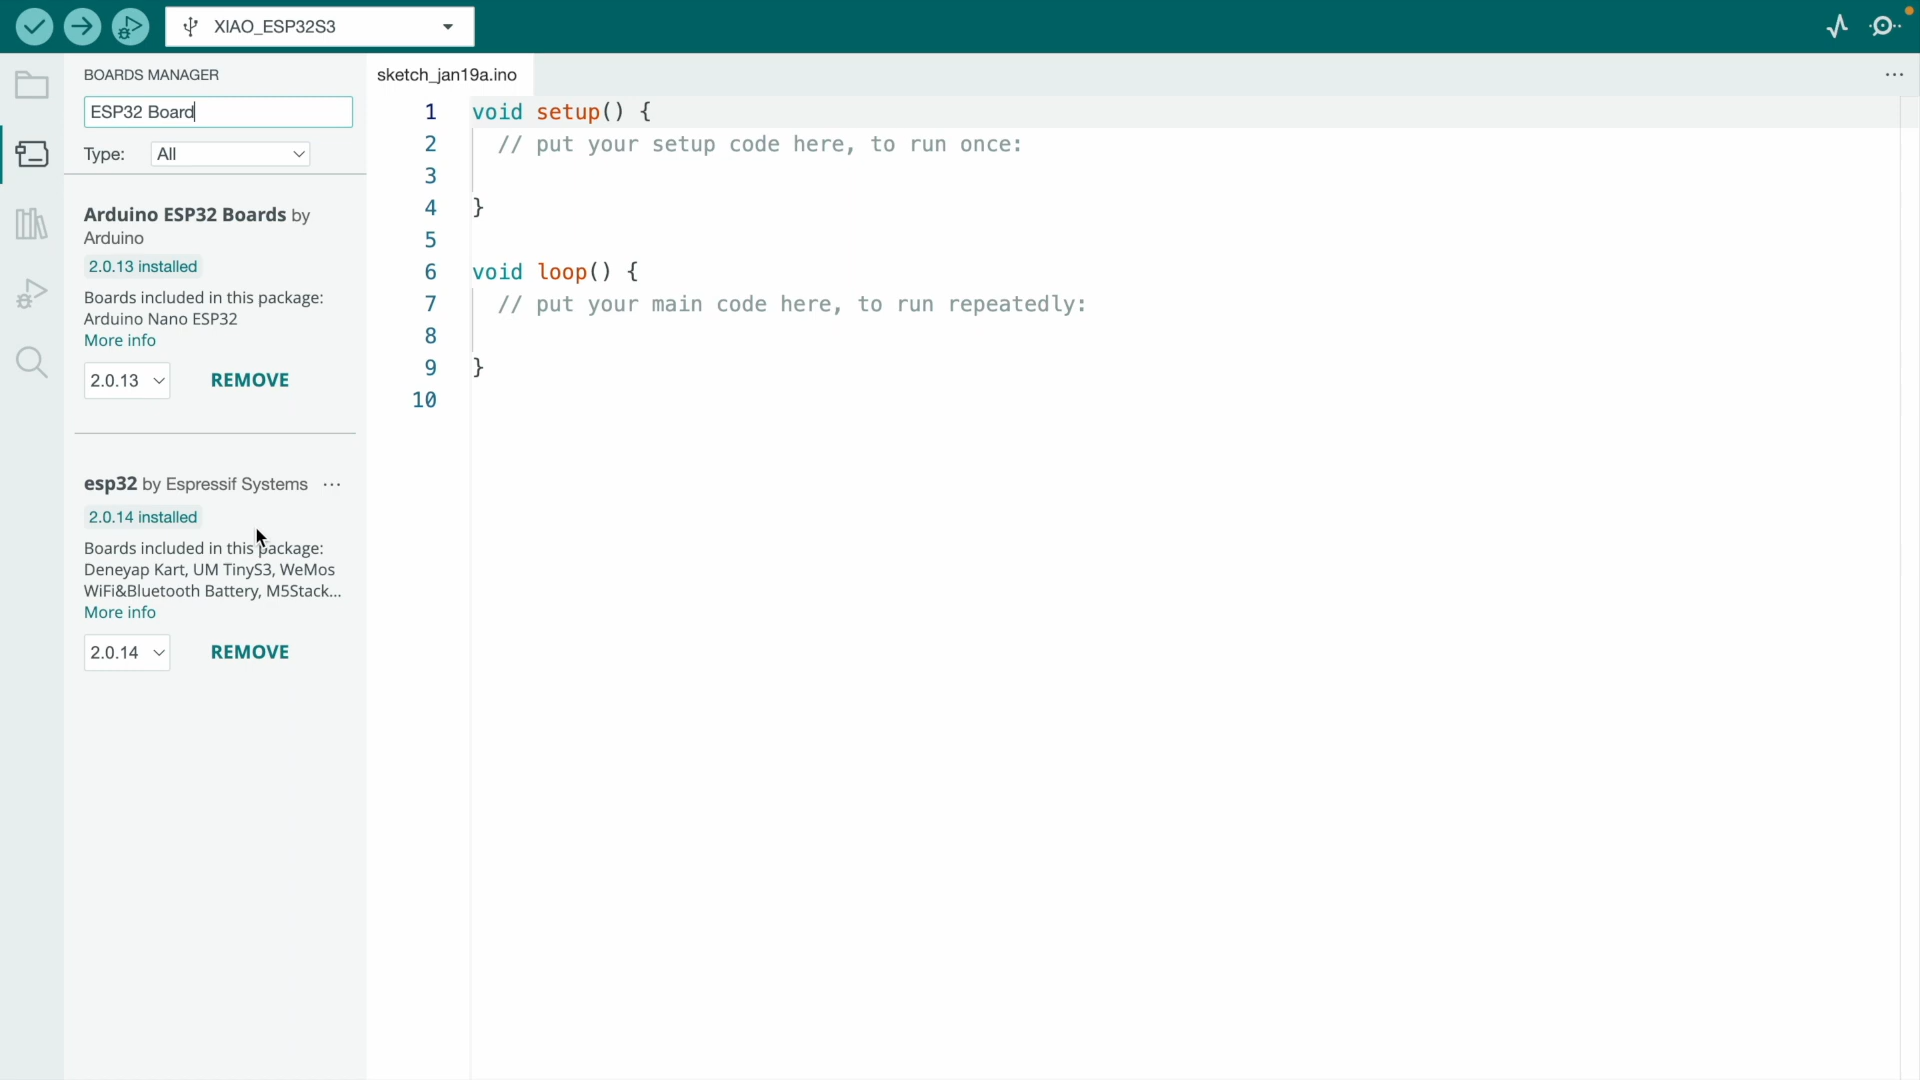 XIAO_ESP32S3
BOARDS MANAGER
ESP32 Board
Type: All
Arduino ESP32 Boards by
Arduino
2.0.13 installed
Boards included in this package:
Arduino Nano ESP32
More info
2.0.13 REMOVE
esp32 by Espressif Systems ...
2.0.14 installed
Boards included in this package:
Deneyap Kart, UM TinyS3, WeMos
WiFi&Bluetooth Battery, M5Stack...
More info
2.0.14 REMOVE
sketch_jan19a.ino
1 void setup() {
2 // put your setup code here, to run once:
3
4 }
5
6 void loop() {
7 // put your main code here, to run repeatedly:
8
9 }
10